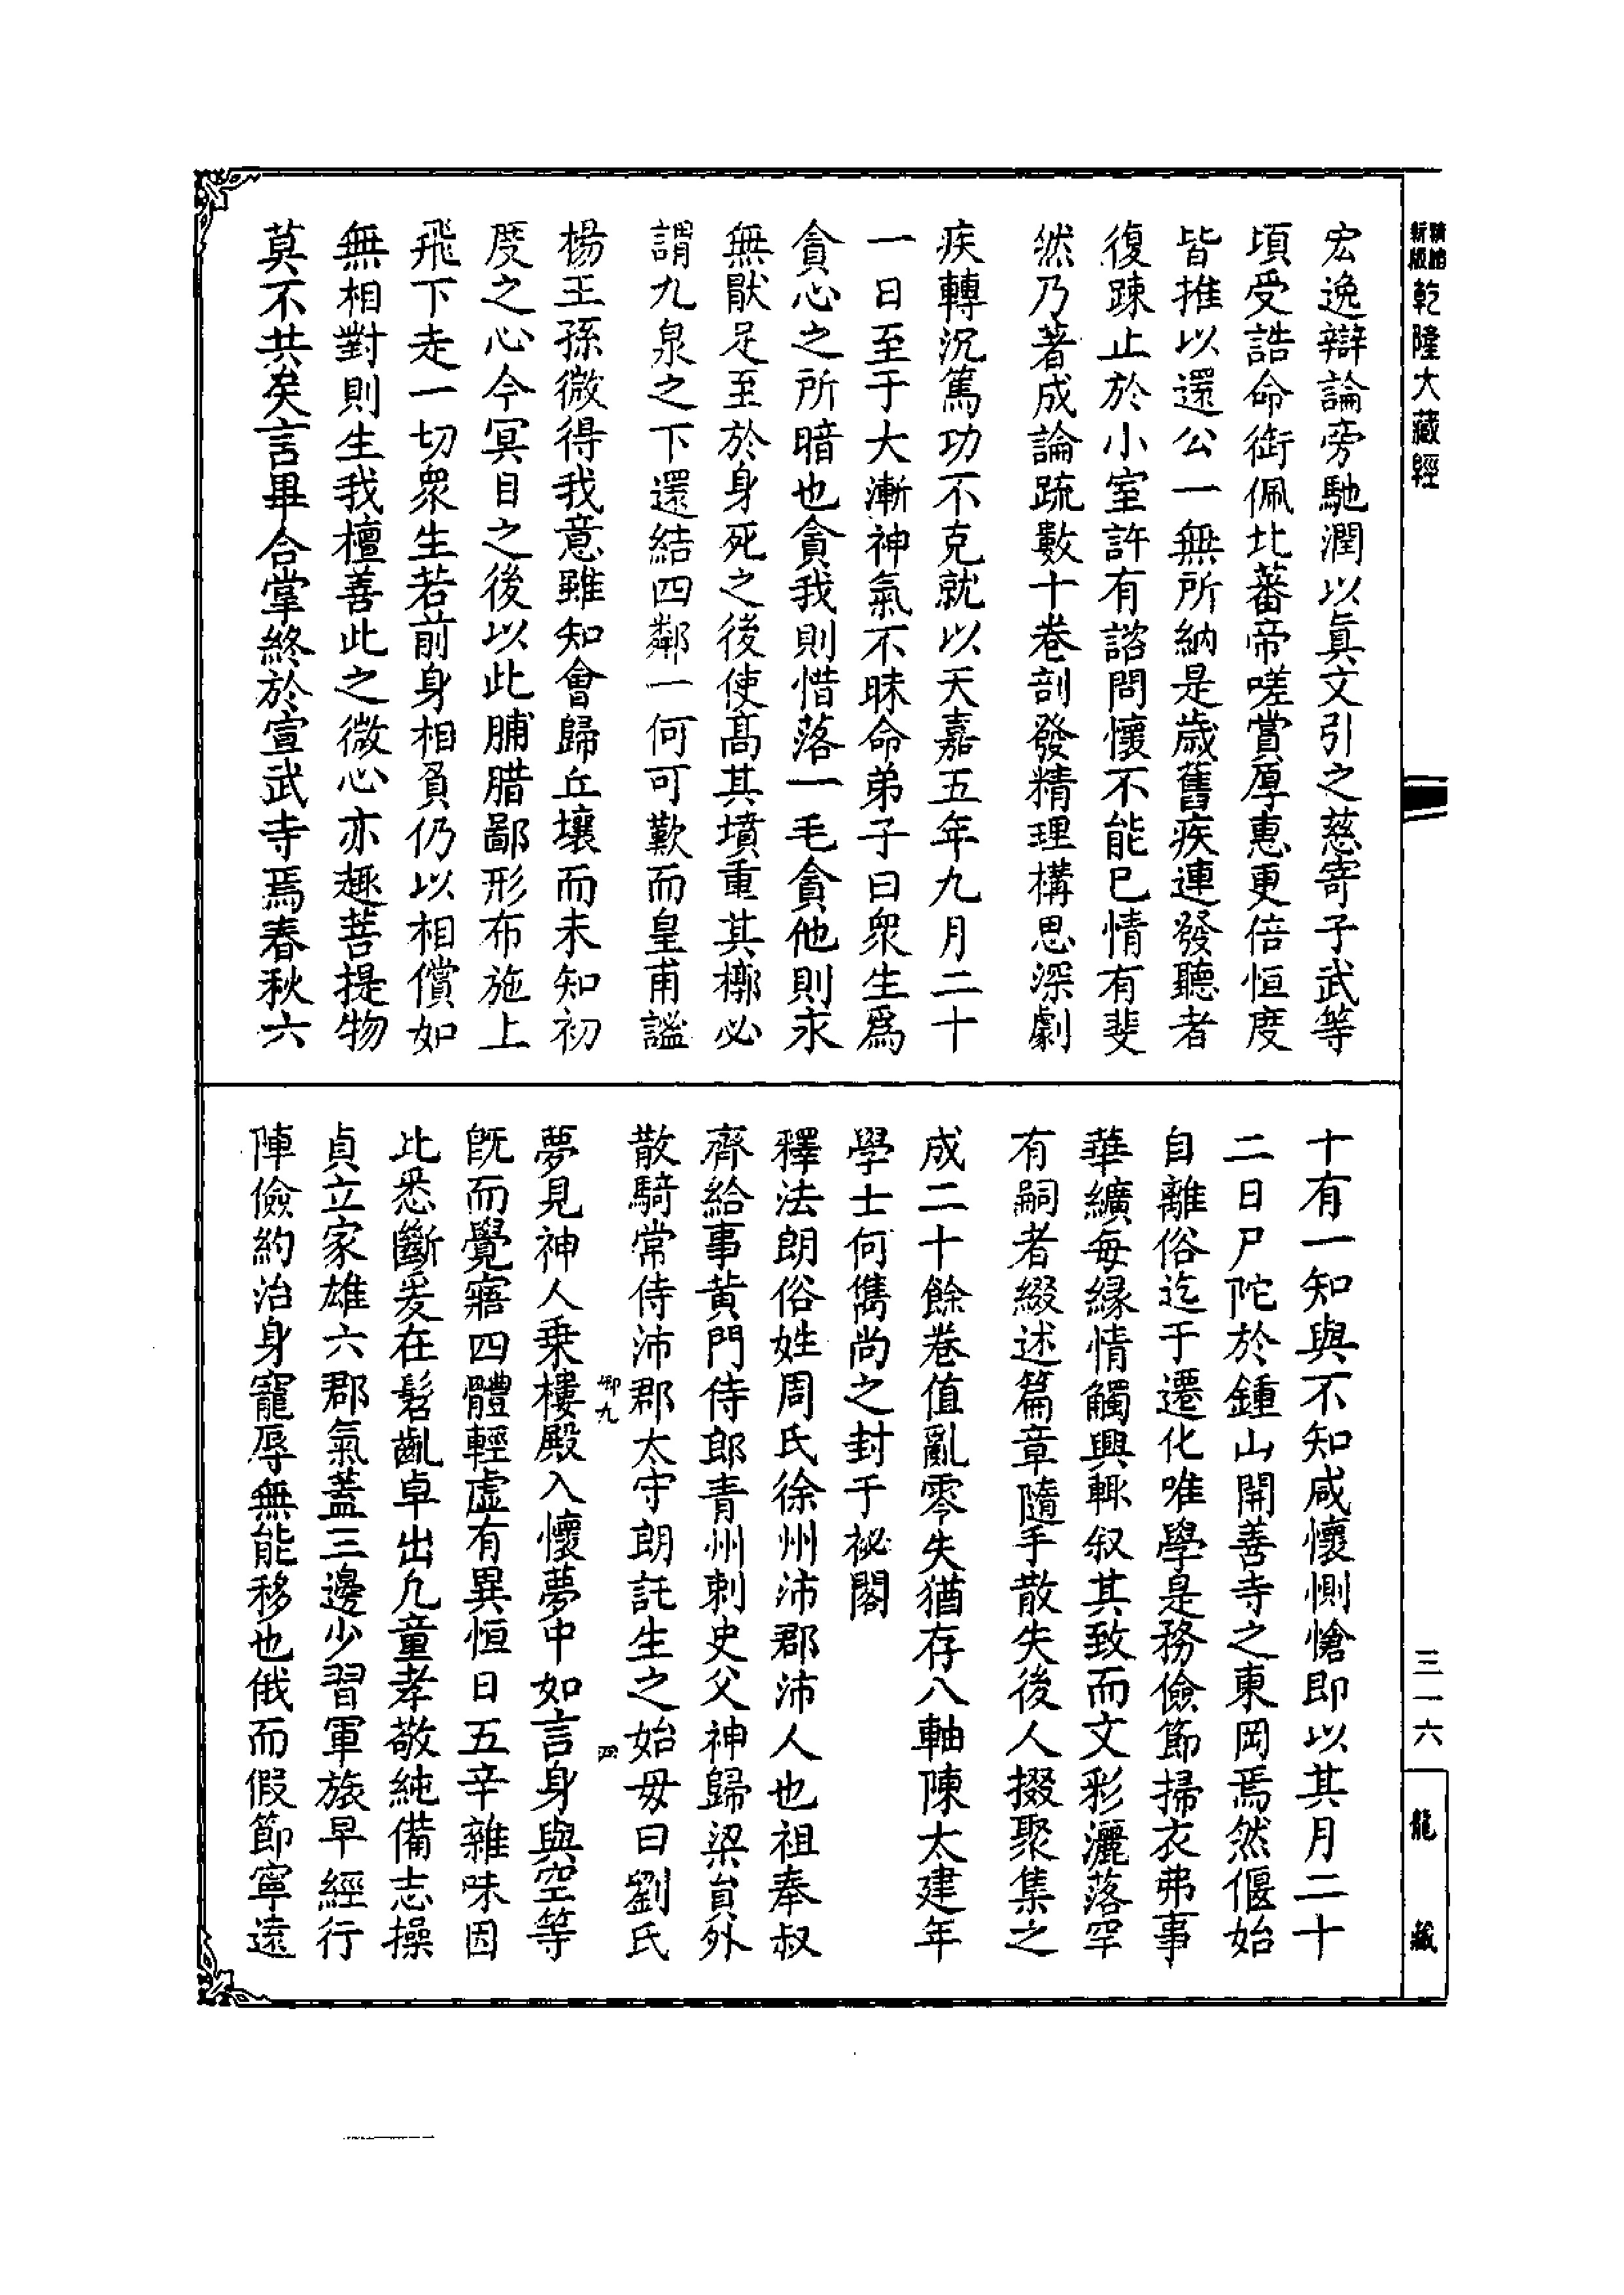 新版
乾隆大藏經
宏逸辯論旁馳潤以眞文引之慈寄子武等
項受誥命銜佩北蕃帝嗟賞厚惠更倍恒度
皆推以還公一無所納是歲舊疾連發聽者
復踈止於小室許有諮問懷不能已情有斐
然乃著成論疏數十卷剖發精理構思深劇
疾轉沉篤功不克就以天嘉五年九月二十
一日至于大漸神氣不昧命弟子曰衆生爲
貪心之所暗也貪我則惜落一毛貪他則求
無猒足至於身死之後使髙其墳重其槨必
謂九泉之下還結四鄰一何可歎而皇甫謐
楊王孫微得我意雖知會歸丘壤而未知初
度之心今冥目之後以此脯腊鄙形布施上
飛下走一切衆生若前身相負仍以相償如
無相對則生我檀善此之微心亦趣菩提物
莫不共矣言畢合掌終於宣武寺焉春秋六
十有一知與不知咸懷惻愴即以其月二十
二日尸陀於鍾山開善寺之東岡焉然偃始
自離俗迄于遷化唯學是務儉節掃衣弗事
華纊每緣情觸興輒叙其致而文彩灑落罕
有嗣者綴述篇章隨手散失後人掇聚集之
成二十餘卷值亂零失猶存八軸陳太建年
學士何儁尚之封于祕閣
釋法朗俗姓周氏徐州沛郡沛人也祖奉叔
齊給事黄門侍郎青州刺史父神歸梁貟外
散騎常侍沛郡太守朗託生之始母曰劉氏
夢見神人乗樓殿入懷夢中如言身與空等
旣而覺寤四體輕虛有異恒日五辛雜味因
此悉斷爰在髫齓卓出凢童孝敬純備志操
貞立家雄六郡氣蓋三邊少習軍旅早經行
陣儉約治身寵辱無能移也俄而假節寧遠
三一六
龍藏